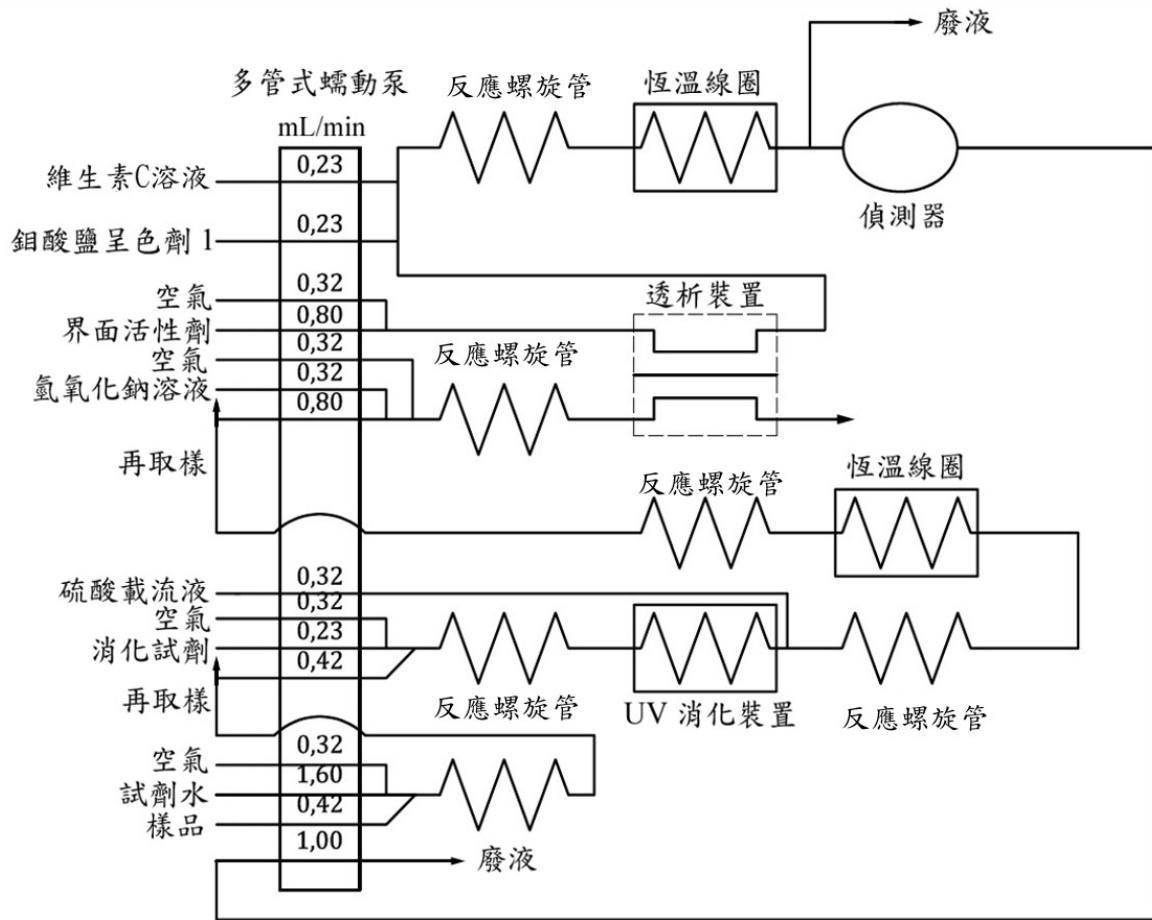 廢液
多管式蠕動泵
反應螺旋管
恆溫線圈
mL/min
維生素C溶液
0,23
偵測器
鉬酸鹽呈色劑 1
0,23
空氣
0,32
透析裝置
界面活性劑
0,80
空氣
0,32
反應螺旋管
氫氧化鈉溶液
0,32
0,80
再取樣
恆溫線圈
反應螺旋管
硫酸載流液
0,32
空氣
0,32
消化試劑
0,23
0,42
再取樣
反應螺旋管
UV 消化裝置
反應螺旋管
空氣
0,32
試劑水
1,60
樣品
0,42
1,00
廢液